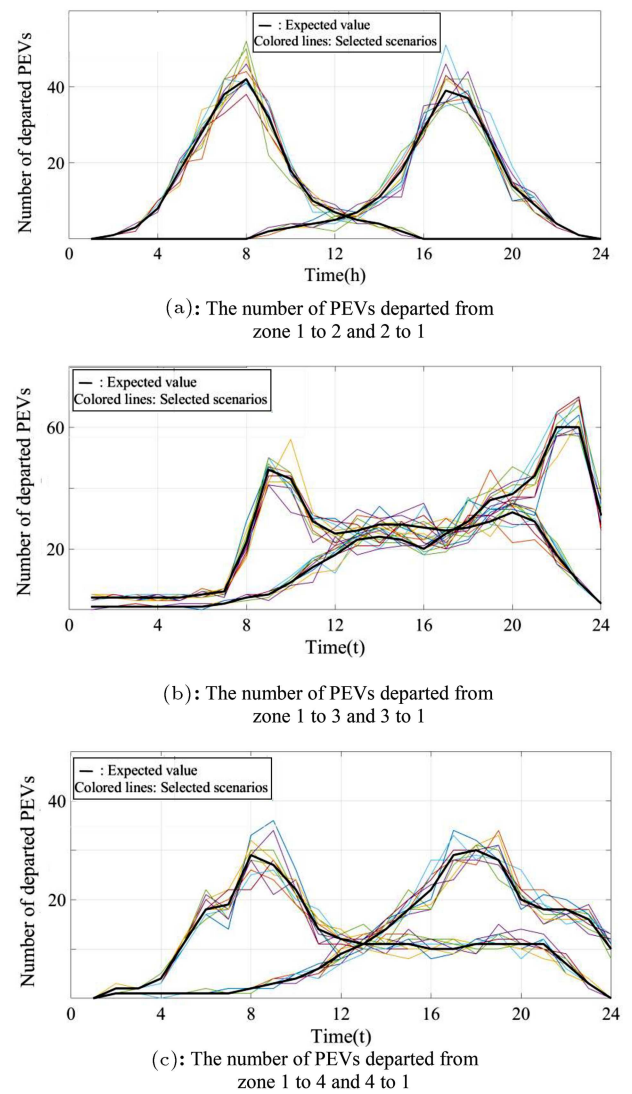 Number of departed PEVs
— : Expected value
Colored lines: Selected scenarios
40
20
0 4 8 12 16 20 24
Time(h)
(a): The number of PEVs departed from
zone 1 to 2 and 2 to 1
Number of departed PEVs
— : Expected value
Colored lines: Selected scenarios
60
40
20
0 4 8 12 16 20 24
Time(t)
(b): The number of PEVs departed from
zone 1 to 3 and 3 to 1
Number of departed PEVs
— : Expected value
Colored lines: Selected scenarios
40
20
0 4 8 12 16 20 24
Time(t)
(c): The number of PEVs departed from
zone 1 to 4 and 4 to 1